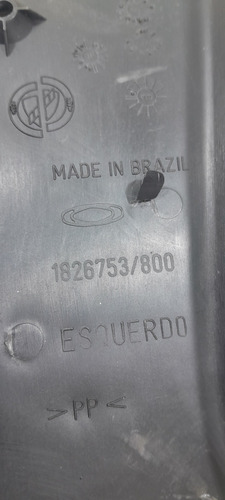 MADE IN BRAZIL
1826753/800
ESQUERDO
>PP<